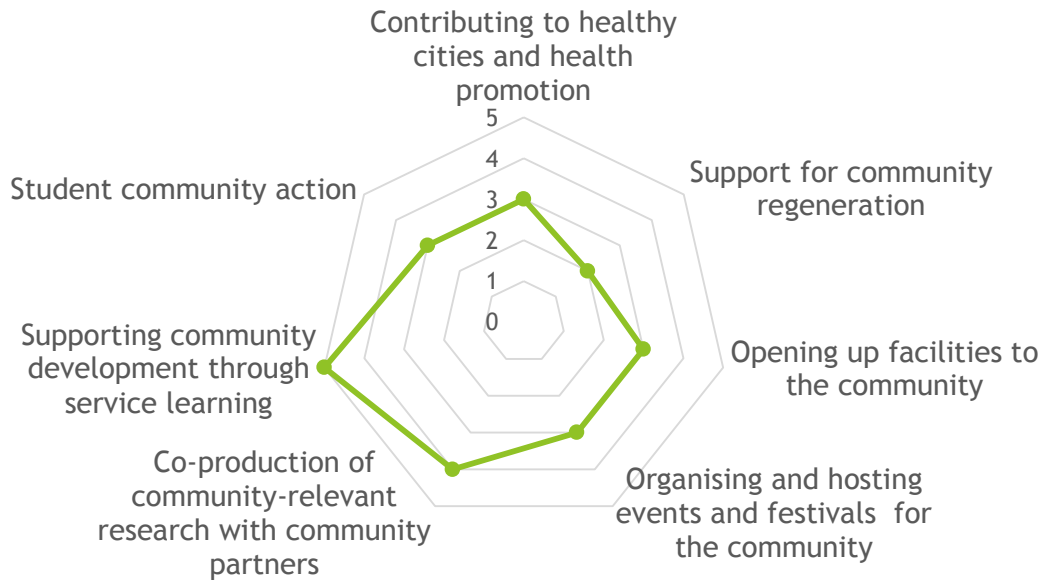 Contributing to healthy
cities and health
promotion
5
4
3
2
1
0
Support for community
regeneration
Opening up facilities to
the community
Organising and hosting
events and festivals  for
the community
Co-production of
community-relevant
research with community
partners
Supporting community
development through
service learning
Student community action